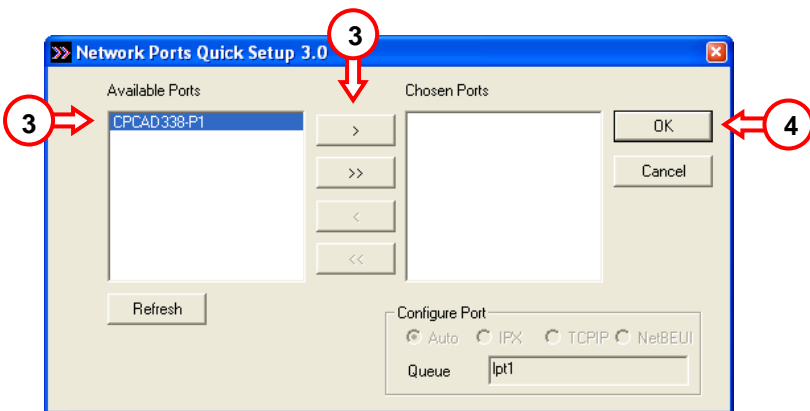 3
Network Ports Quick Setup 3.0
Available Ports
Chosen Ports
3
CPCAD338-P1
>
OK
4
>>
Cancel
<
<<
Refresh
Configure Port
Auto IPX TCPIP NetBEUI
Queue lpt1